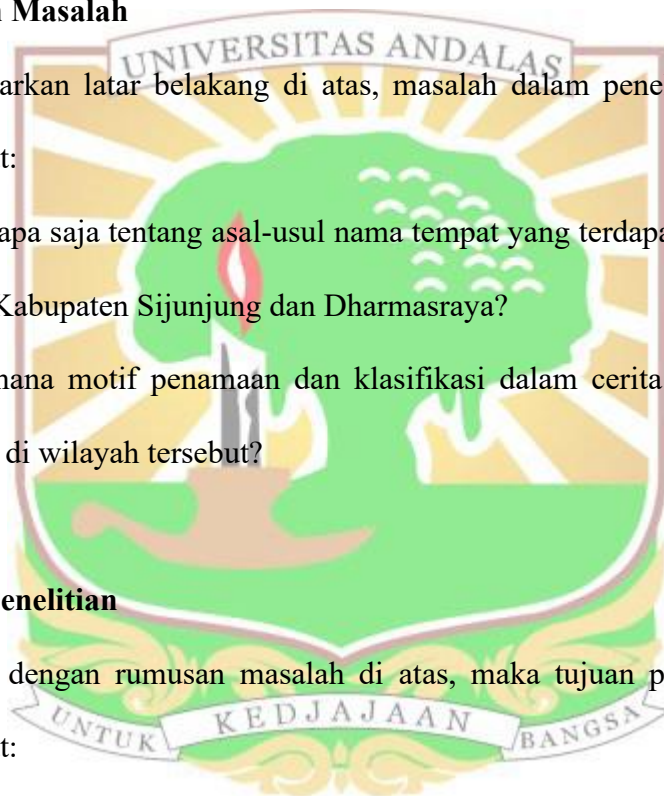 Masalah
UNIVERSITAS ANDALAS
arkan latar belakang di atas, masalah dalam pene
t:
apa saja tentang asal-usul nama tempat yang terdapa
Kabupaten Sijunjung dan Dharmasraya?
nana motif penamaan dan klasifikasi dalam cerita
di wilayah tersebut?
enelitian
dengan rumusan masalah di atas, maka tujuan p
UNTUK KEDJAJAAN BANGSA
t: